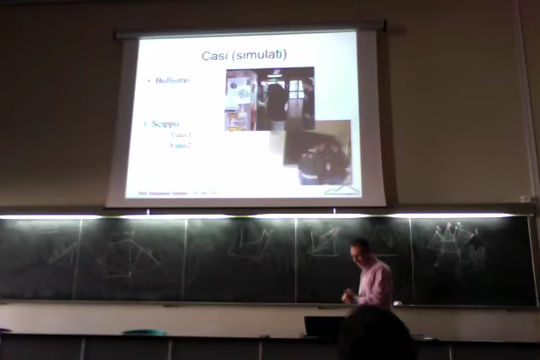 Casi (simulati)
• Bullismo
• Scippo
Video1
Video2